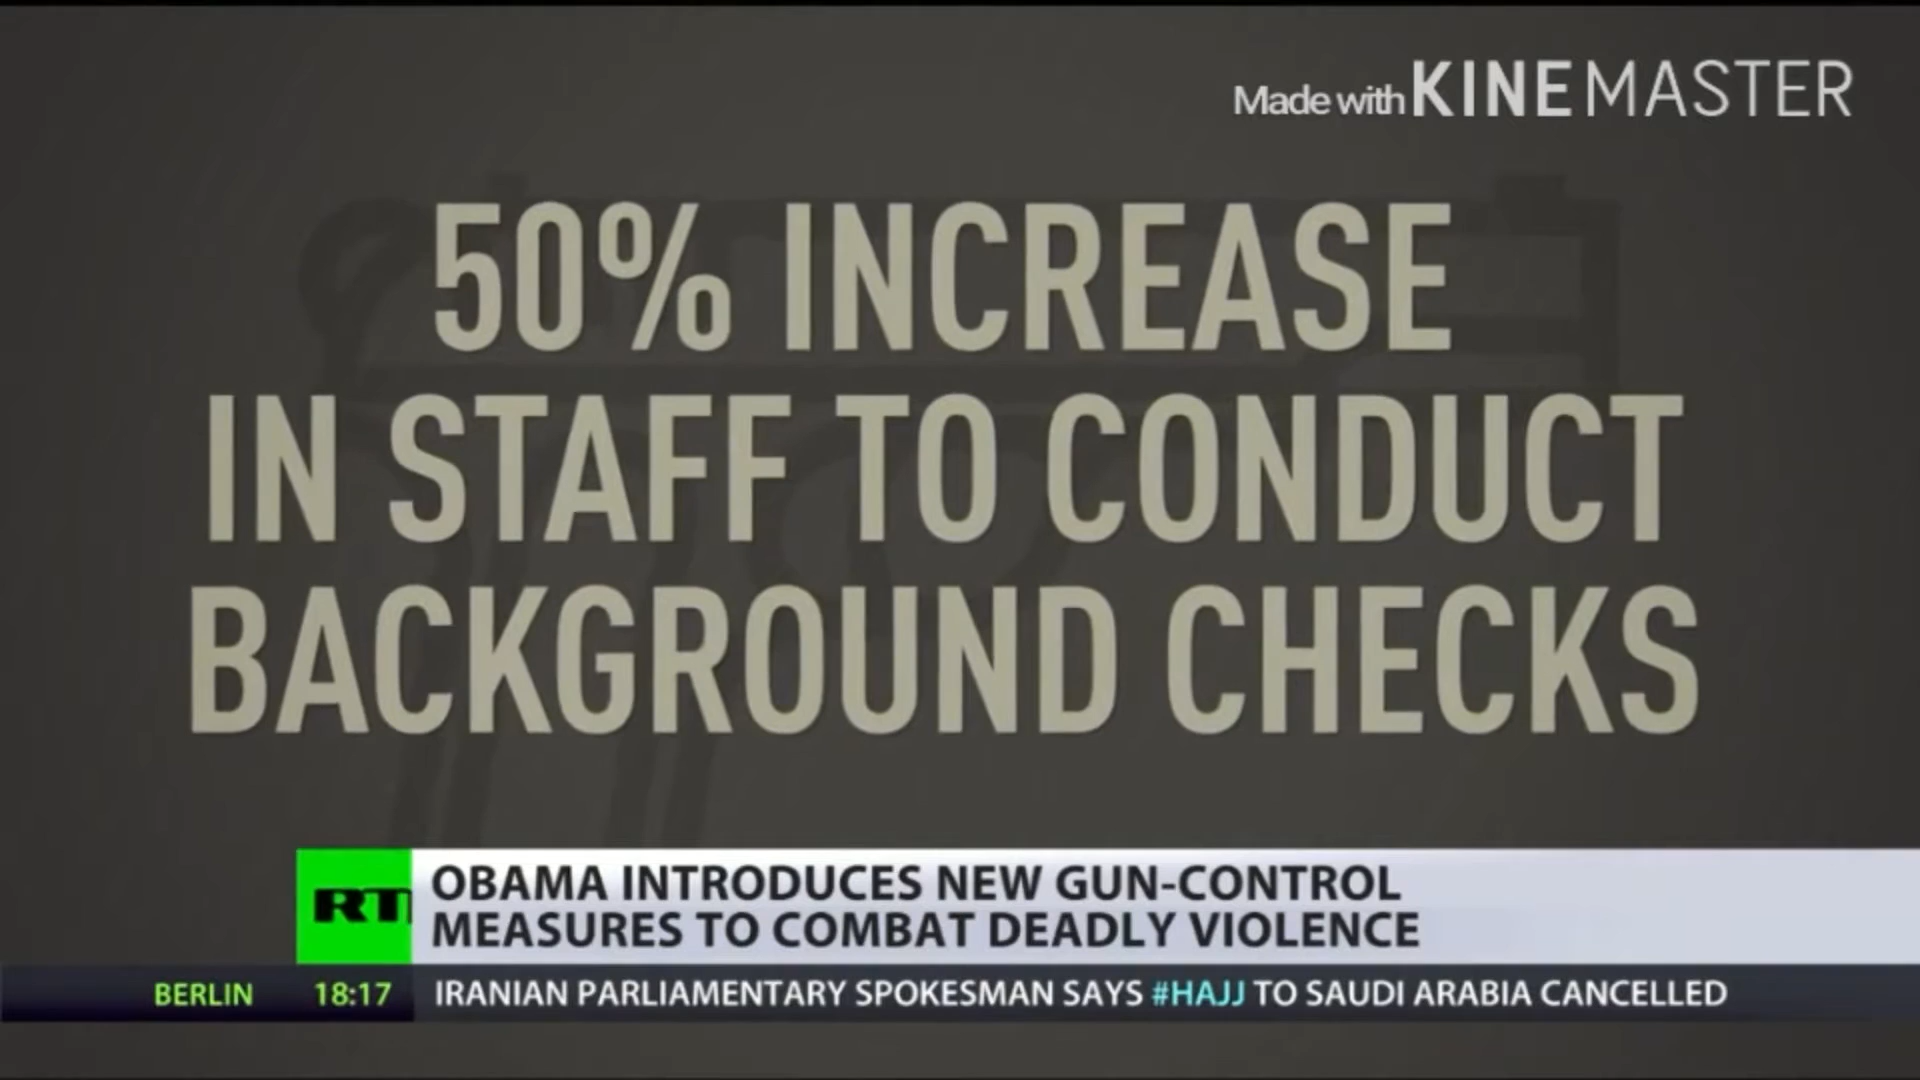 Made with KINEMASTER
50% INCREASE
IN STAFF TO CONDUCT
BACKGROUND CHECKS
RT
OBAMA INTRODUCES NEW GUN-CONTROL
MEASURES TO COMBAT DEADLY VIOLENCE
BERLIN 18:17 IRANIAN PARLIAMENTARY SPOKESMAN SAYS #HAJJ TO SAUDI ARABIA CANCELLED